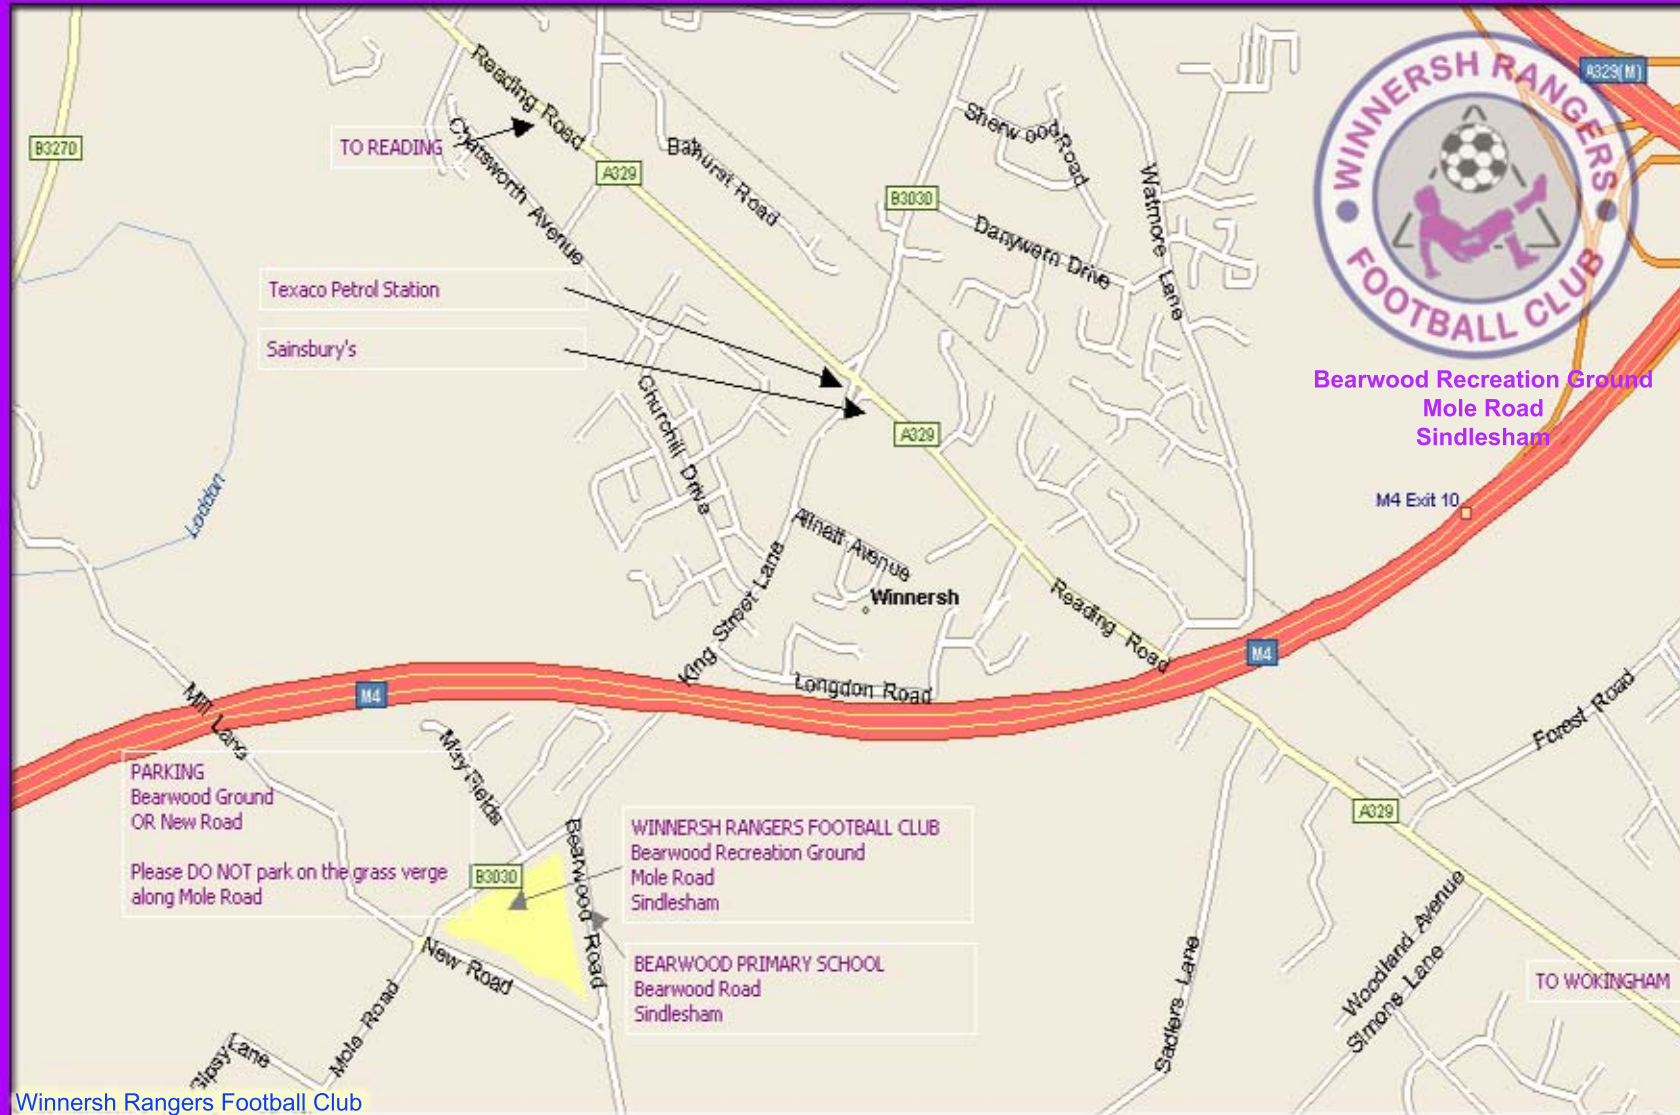 Reading Road
TO READING
B3270
A329
Chatsworth Avenue
Bathurst Road
B3030
Sherwood Road
Danywern Drive
Watmore Lane
A329(M)
WINNERSH RANGERS
FOOTBALL CLUB
Bearwood Recreation Ground
Mole Road
Sindlesham
Texaco Petrol Station
Sainsbury's
Churchill Drive
A329
M4 Exit 10
Loddon
Allnatt Avenue
Winnersh
King Street Lane
Reading Road
Longdon Road
M4
M4
Mill Lane
May Fields
Forest Road
PARKING
Bearwood Ground
OR New Road
Please DO NOT park on the grass verge
along Mole Road
B3030
Bearwood Road
WINNERSH RANGERS FOOTBALL CLUB
Bearwood Recreation Ground
Mole Road
Sindlesham
A329
BEARWOOD PRIMARY SCHOOL
Bearwood Road
Sindlesham
New Road
Mole Road
Gipsy Lane
Sadlers Lane
Woodland Avenue
Simons Lane
TO WOKINGHAM
Winnersh Rangers Football Club